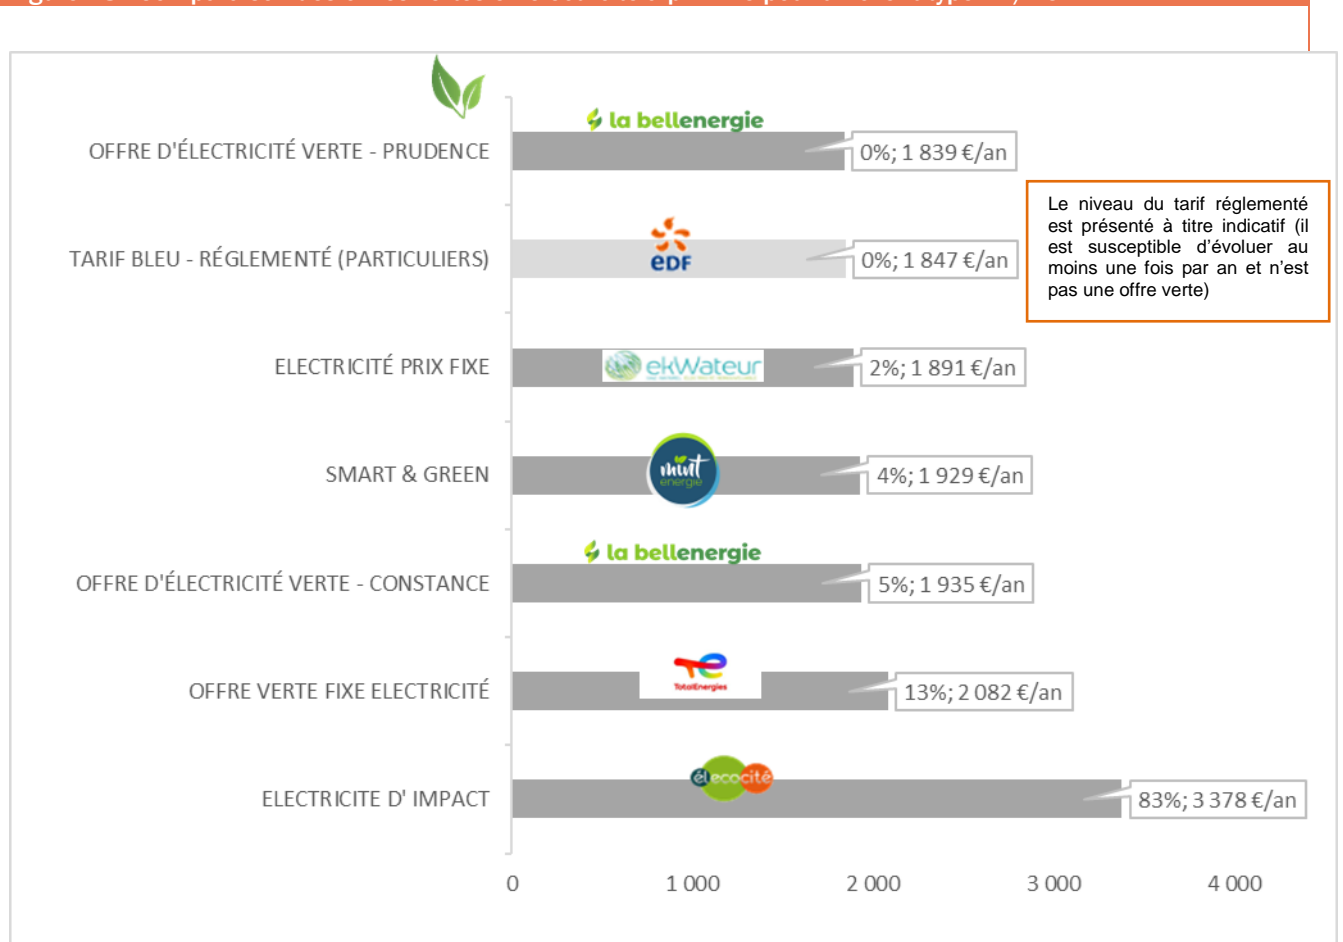 la bellenergie
OFFRE D'ÉLECTRICITÉ VERTE - PRUDENCE
0%; 1 839 €/an
Le niveau du tarif réglementé
est présenté à titre indicatif (il
est susceptible d'évoluer au
moins une fois par an et n'est
pas une offre verte)
TARIF BLEU - RÉGLEMENTÉ (PARTICULIERS)
eDF
0%; 1 847 €/an
ELECTRICITÉ PRIX FIXE
ekWateur
2%; 1 891 €/an
SMART & GREEN
mint
energie
4%; 1 929 €/an
la bellenergie
OFFRE D'ÉLECTRICITÉ VERTE - CONSTANCE
5%; 1 935 €/an
OFFRE VERTE FIXE ELECTRICITÉ
TotalEnergies
13%; 2 082 €/an
ELECTRICITE D' IMPACT
élecocité
83%; 3 378 €/an
0 1 000 2 000 3 000 4 000